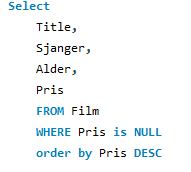 Select
Title,
Sjanger,
Alder,
Pris
FROM Film
WHERE Pris is NULL
order by Pris DESC